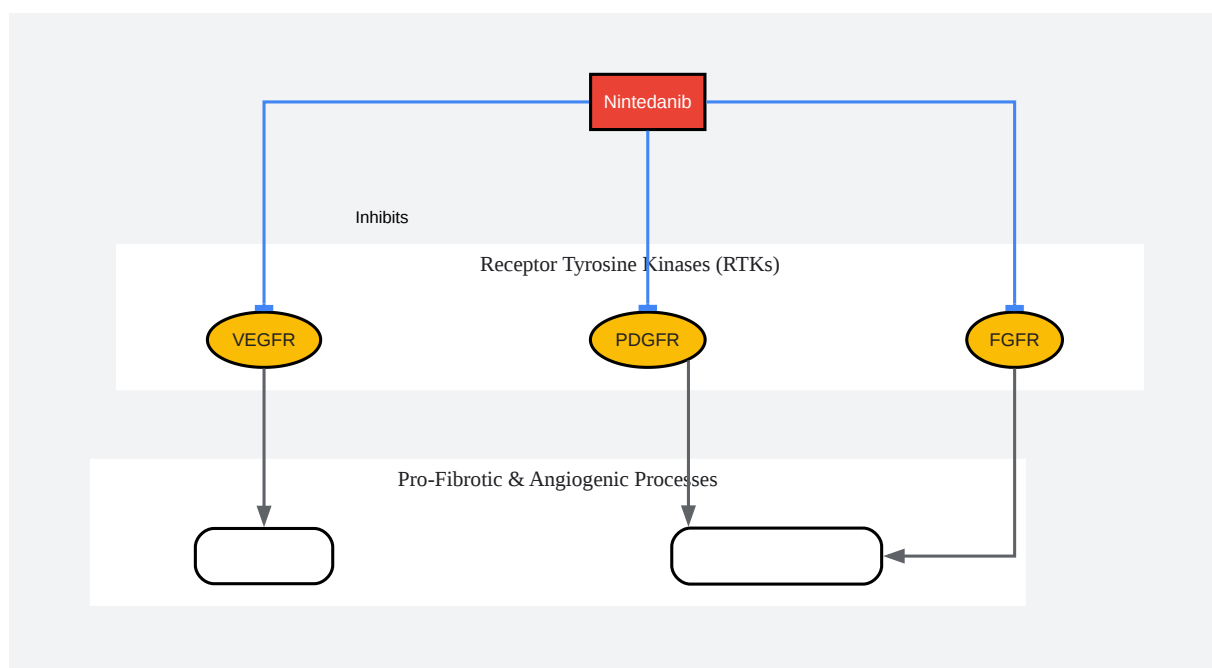 Nintedanib
Inhibits
Receptor Tyrosine Kinases (RTKs)
VEGFR
PDGFR
FGFR
Pro-Fibrotic & Angiogenic Processes